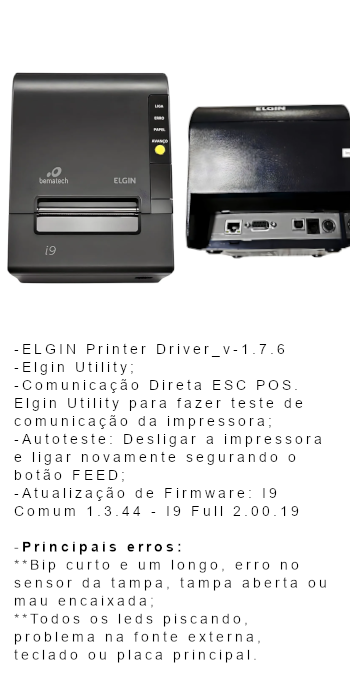 ELGIN
LIGA
ERRO
PAPEL
AVANÇO
bematech ELGIN
i9
-ELGIN Printer Driver_v-1.7.6
-Elgin Utility;
-Comunicação Direta ESC POS.
Elgin Utility para fazer teste de
comunicação da impressora;
-Autoteste: Desligar a impressora
e ligar novamente segurando o
botão FEED;
-Atualização de Firmware: I9
Comum 1.3.44 - I9 Full 2.00.19
-Principais erros:
**Bip curto e um longo, erro no
sensor da tampa, tampa aberta ou
mau encaixada;
**Todos os leds piscando,
problema na fonte externa,
teclado ou placa principal.